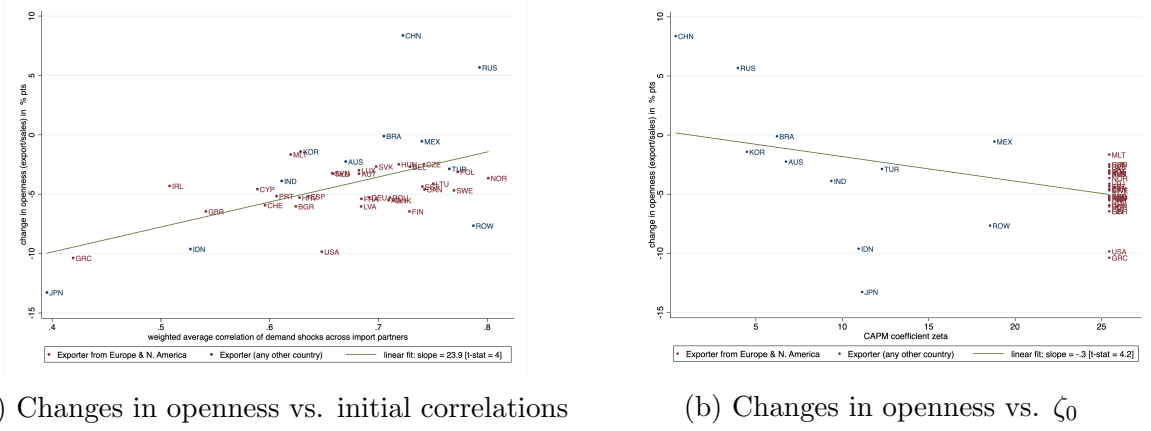 change in openness (export/sales) in % pts
10
5
0
-5
-10
-15
CHN
RUS
BRA
MEX
KOR
MLT
AUS
SVK
HUN
CZE
BEL
TUR
POL
NOR
LUX
AUT
IND
IRL
CYP
LTU
SWE
PRT
ESP
CHE
BGR
LVA
FIN
GBR
ROW
IDN
USA
GRC
JPN
.4 .5 .6 .7 .8
weighted average correlation of demand shocks across import partners
Exporter from Europe & N. America Exporter (any other country) linear fit: slope = 23.9 [t-stat = 4]
) Changes in openness vs. initial correlations
change in openness (export/sales) in % pts
10
5
0
-5
-10
-15
CHN
RUS
BRA
MEX
KOR
MLT
AUS
TUR
IND
NOR
ROW
IDN
USA
GRC
JPN
5 10 15 20 25
CAPM coefficient zeta
Exporter from Europe & N. America Exporter (any other country) linear fit: slope = -.3 [t-stat = 4.2]
(b) Changes in openness vs. ζ0